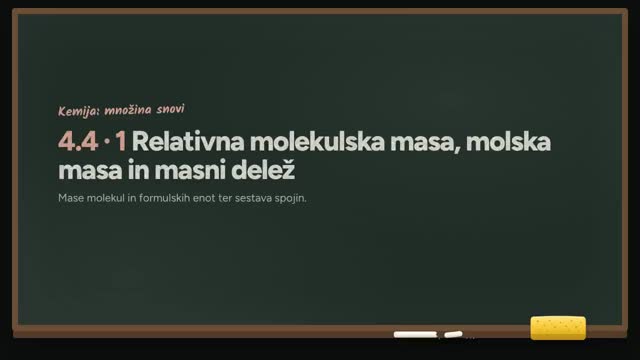 Kemija: množina snovi
4.4 · 1 Relativna molekulska masa, molska
masa in masni delež
Mase molekul in formulskih enot ter sestava spojin.